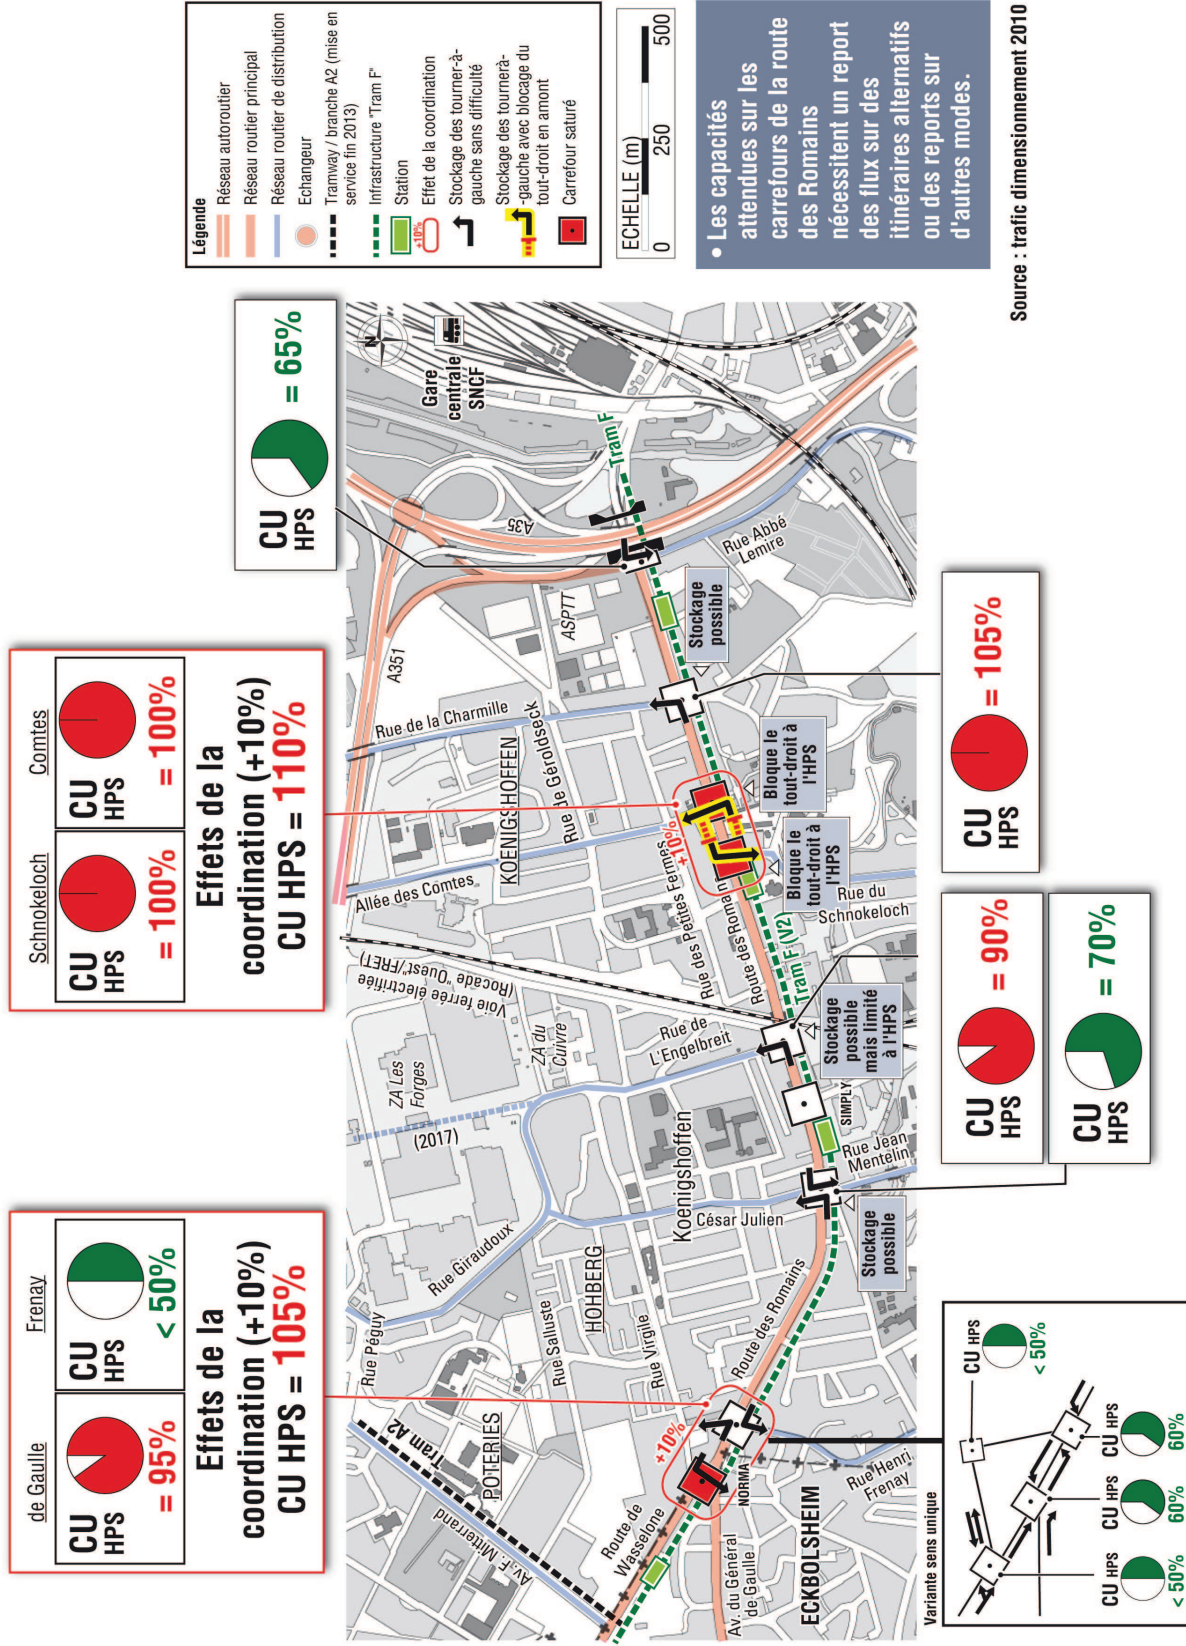 de Gaulle
CU
HPS
= 95%
Frenay
CU
HPS
< 50%
Effets de la
coordination (+10%)
CU HPS = 105%
Schnokeloch
CU
HPS
= 100%
Comtes
CU
HPS
= 100%
Effets de la
coordination (+10%)
CU HPS = 110%
CU
HPS
= 65%
Légende
Réseau autoroutier
Réseau routier principal
Réseau routier de distribution
Echangeur
Tramway / branche A2 (mise en
service fin 2013)
Infrastructure "Tram F"
Station
+10%
Effet de la coordination
Stockage des tourner-à-
gauche sans difficulté
Stockage des tournerà-
-gauche avec blocage du
tout-droit en amont
Carrefour saturé
ECHELLE (m)
0
250
500
• Les capacités
attendues sur les
carrefours de la route
des Romains
nécessitent un report
des flux sur des
itinéraires alternatifs
ou des reports sur
d'autres modes.
Source : trafic dimensionnement 2010
N
Gare
centrale
SNCF
Tram F
A35
A351
ASPTT
Rue Abbé
Lemire
Stockage
possible
Rue de la Charmille
Rue de Géroldseck
KOENIGSHOFFEN
Allée des Comtes
Rue des Petites Fermes
+10%
Route des Romains
Bloque le
tout-droit à
l'HPS
Bloque le
tout-droit à
l'HPS
Rue du
Schnokeloch
Tram F (V2)
Voie ferrée électrifiée
(Rocade "Ouest"/FRET)
ZA du
Cuivre
ZA Les
Forges
(2017)
Rue de
L'Engelbreit
Stockage
possible
mais limité
à l'HPS
SIMPLY
Rue Jean
Mentelin
Koenigshoffen
César Julien
Stockage
possible
Rue Giraudoux
HOHBERG
Rue Péguy
Rue Salluste
Rue Virgile
Route des Romains
Tram A2
POTERIES
Av. F. Mitterrand
+10%
NORMA
Rue Henri
Frenay
Route de
Wasselone
Av. du Général
de Gaulle
ECKBOLSHEIM
CU
HPS
= 105%
CU
HPS
= 90%
CU
HPS
= 70%
Variante sens unique
CU HPS
< 50%
CU HPS
< 50%
CU HPS
60%
CU HPS
60%